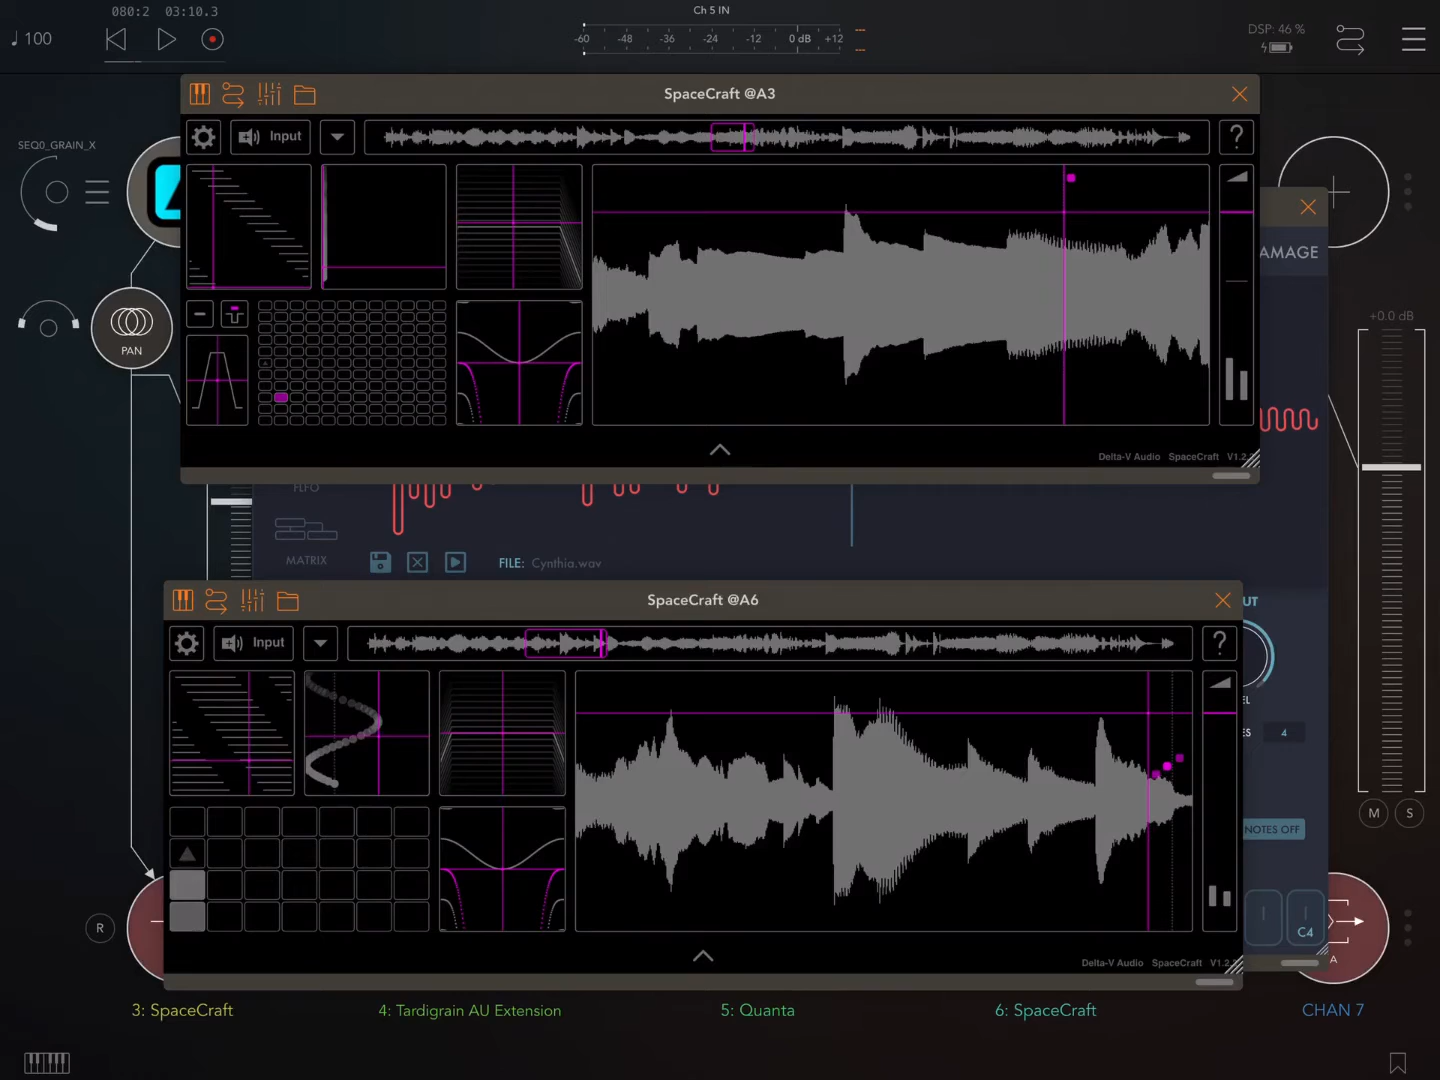 080:2 03:10.3
♩ 100
Ch 5 IN
-60 -48 -36 -24 -12 0 dB +12
DSP: 46 %
SpaceCraft @A3
Input
?
SEQ0_GRAIN_X
AMAGE
PAN
+0.0 dB
Delta-V Audio SpaceCraft V1.2.
FLFO
MATRIX
FILE: Cynthia.wav
SpaceCraft @A6
UT
Input
?
EL
ES 4
M S
NOTES OFF
R
C4
A
Delta-V Audio SpaceCraft V1.2.
3: SpaceCraft
4: Tardigrain AU Extension
5: Quanta
6: SpaceCraft
CHAN 7